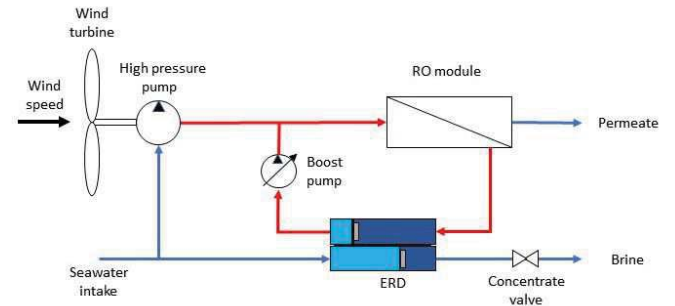 Wind
turbine
High pressure
pump
RO module
Wind
speed
Permeate
Boost
pump
Seawater
intake
ERD
Concentrate
valve
Brine